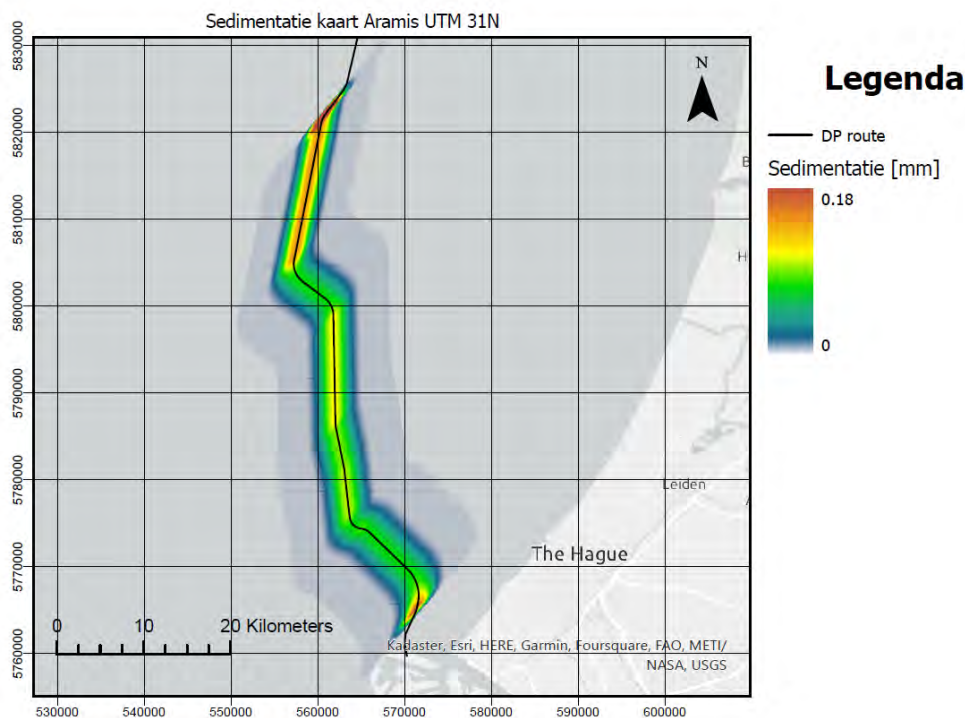 Sedimentatie kaart Aramis UTM 31N
5830000
5820000
5810000
5800000
5790000
5780000
5770000
5760000
N
B
H
Leiden
The Hague
0 10 20 Kilometers
Kadaster, Esri, HERE, Garmin, Foursquare, FAO, METI/
NASA, USGS
530000 540000 550000 560000 570000 580000 590000 600000
Legenda
DP route
Sedimentatie [mm]
0.18
0